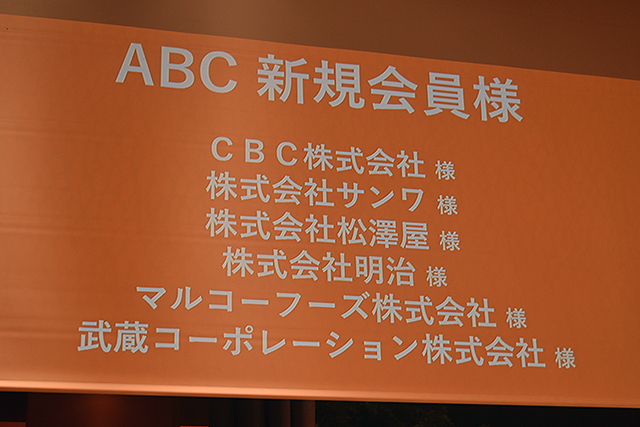 ABC 新規会員様
CBC株式会社 様
株式会社サンワ 様
株式会社松澤屋 様
株式会社明治 様
マルコーフーズ株式会社 様
武蔵コーポレーション株式会社 様